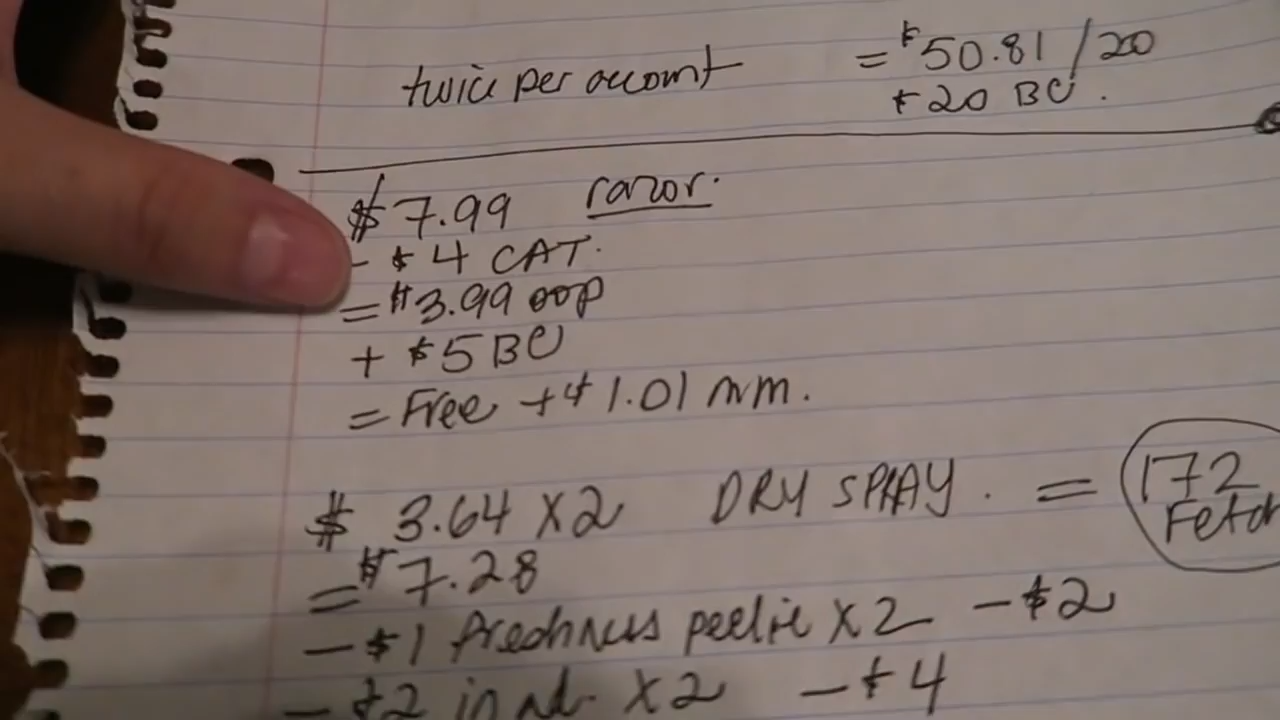 twice per account = $50.81/20
+ 20 BC.
$7.99 razor.
- $4 CAT.
= $3.99 OOP
+ $5 BC
= Free + $1.01 mm.
$ 3.64 X2 DRY SPRAY. = 172
Fetch
= $7.28
- $1 freshness peelie X2 - $2
- $2 in ad X2 - $4